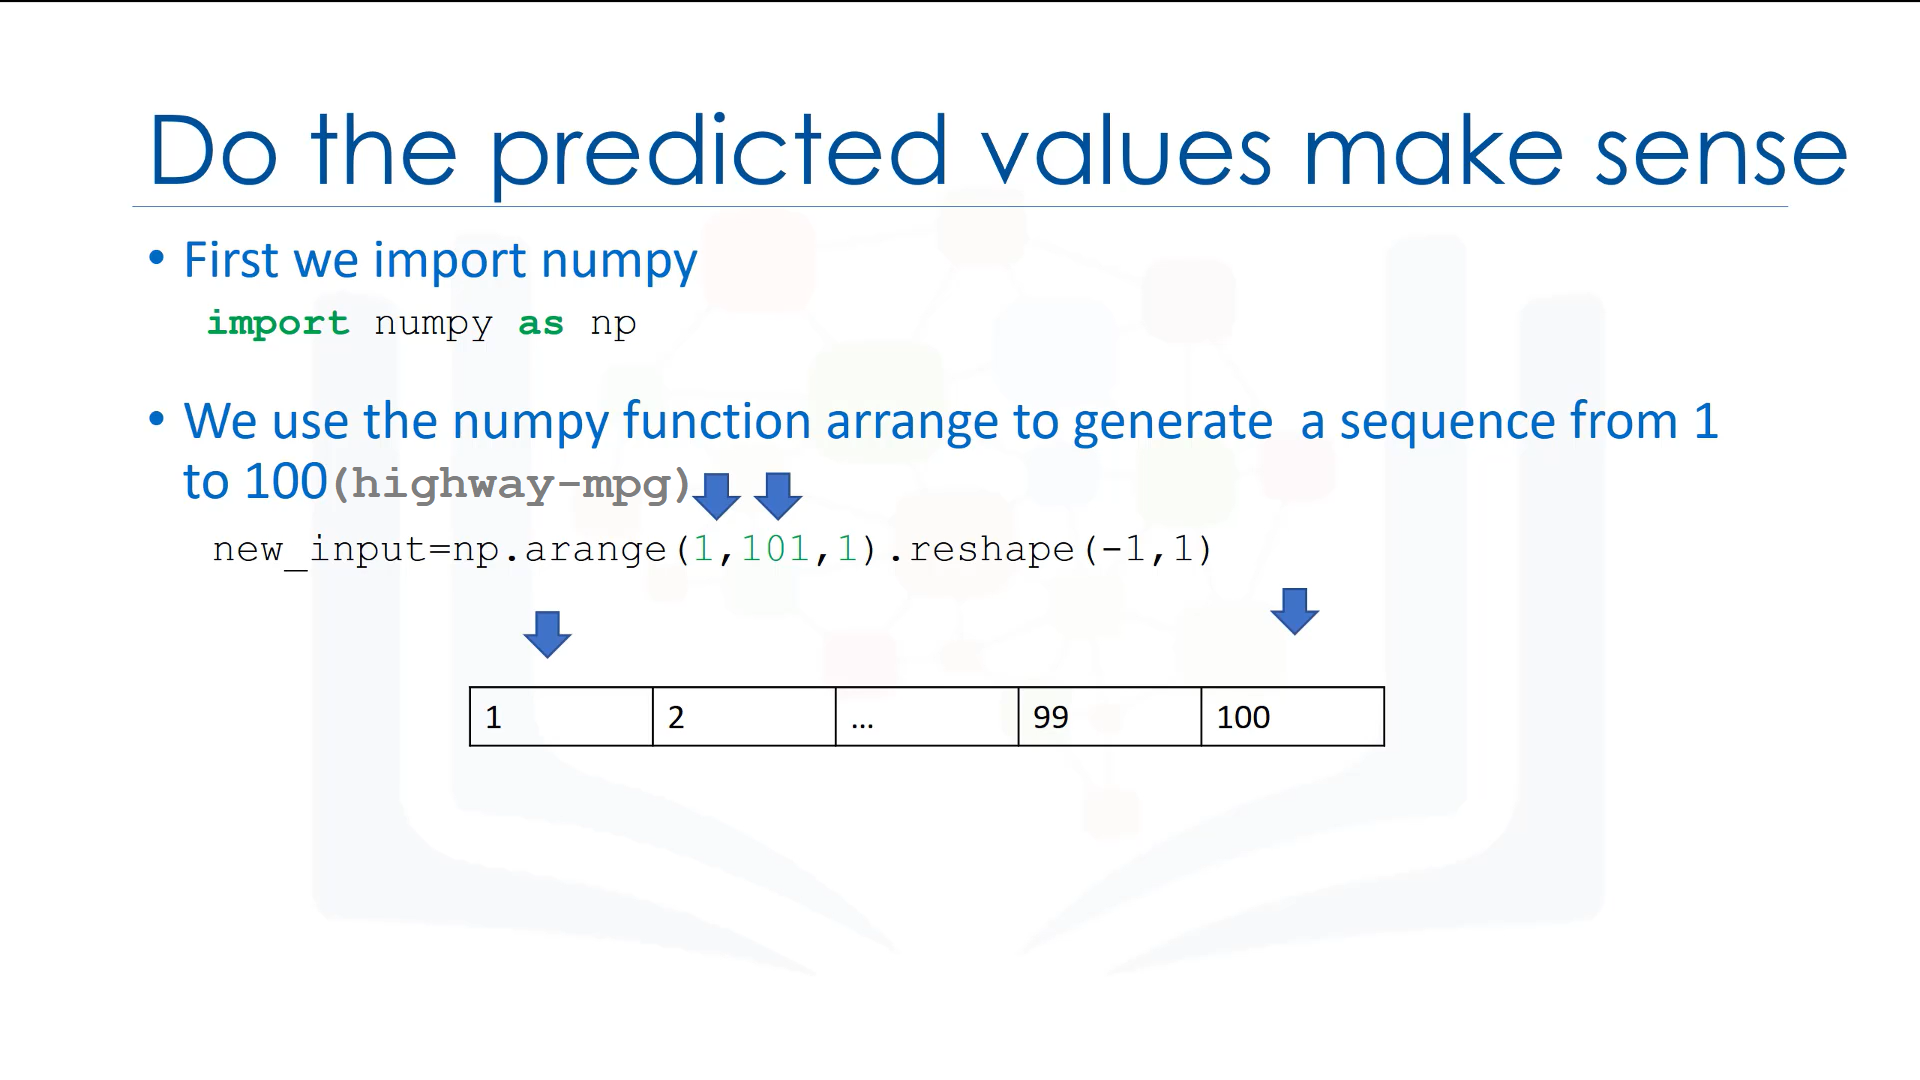 Do the predicted values make sense
• First we import numpy
import numpy as np
• We use the numpy function arrange to generate  a sequence from 1
to 100(highway-mpg)
new_input=np.arange(1,101,1).reshape(-1,1)
1 2 ... 99 100